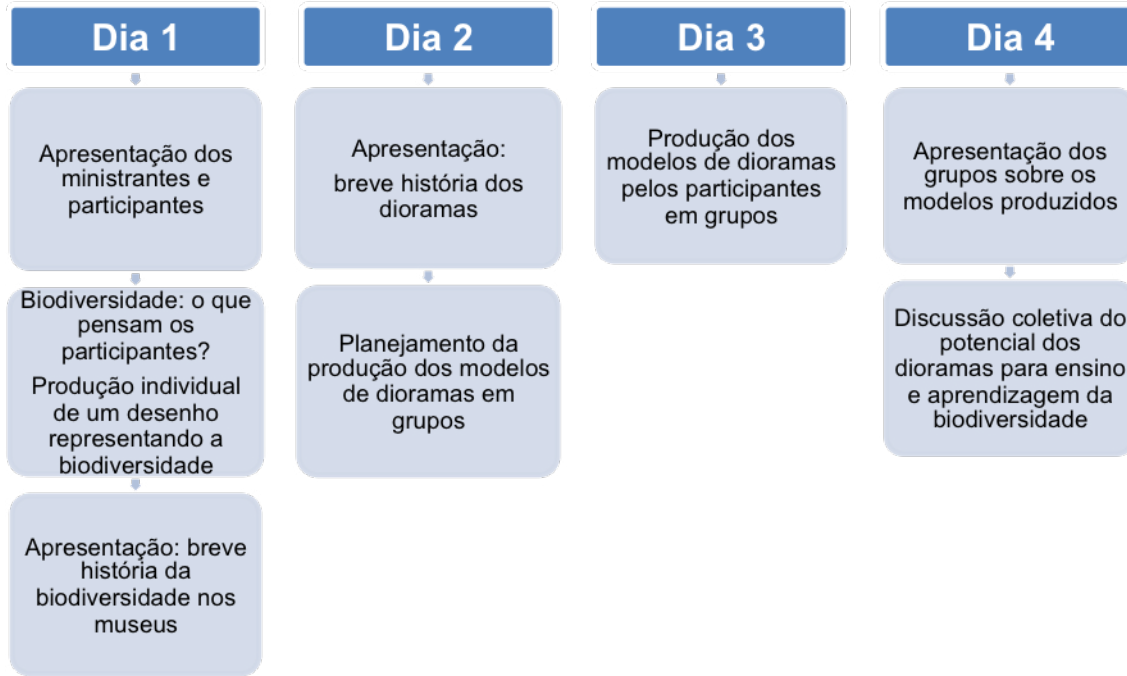 Dia 1
Apresentação dos
ministrantes e
participantes
Biodiversidade: o que
pensam os
participantes?
Produção individual
de um desenho
representando a
biodiversidade
Apresentação: breve
história da
biodiversidade nos
museus
Dia 2
Apresentação:
breve história dos
dioramas
Planejamento da
produção dos modelos
de dioramas em
grupos
Dia 3
Produção dos
modelos de dioramas
pelos participantes
em grupos
Dia 4
Apresentação dos
grupos sobre os
modelos produzidos
Discussão coletiva do
potencial dos
dioramas para ensino
e aprendizagem da
biodiversidade